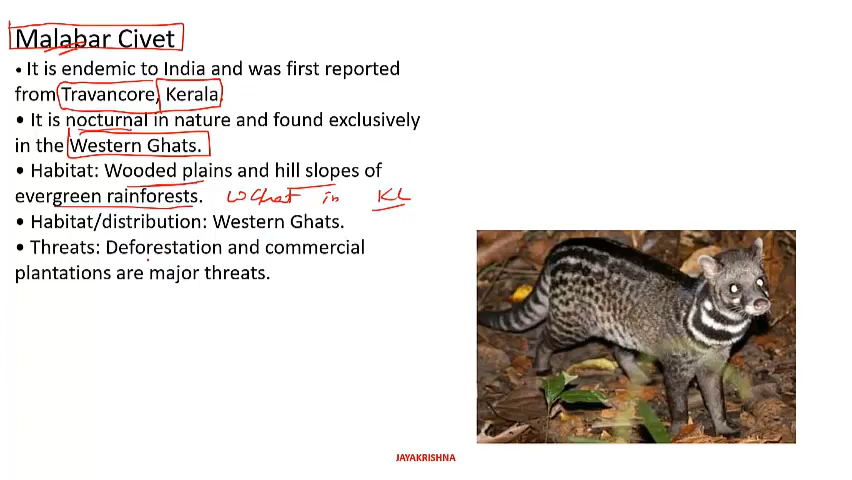 Malabar Civet
• It is endemic to India and was first reported
from Travancore, Kerala
• It is nocturnal in nature and found exclusively
in the Western Ghats.
• Habitat: Wooded plains and hill slopes of
evergreen rainforests. WGhat in KL
• Habitat/distribution: Western Ghats.
• Threats: Deforestation and commercial
plantations are major threats.
JAYAKRISHNA